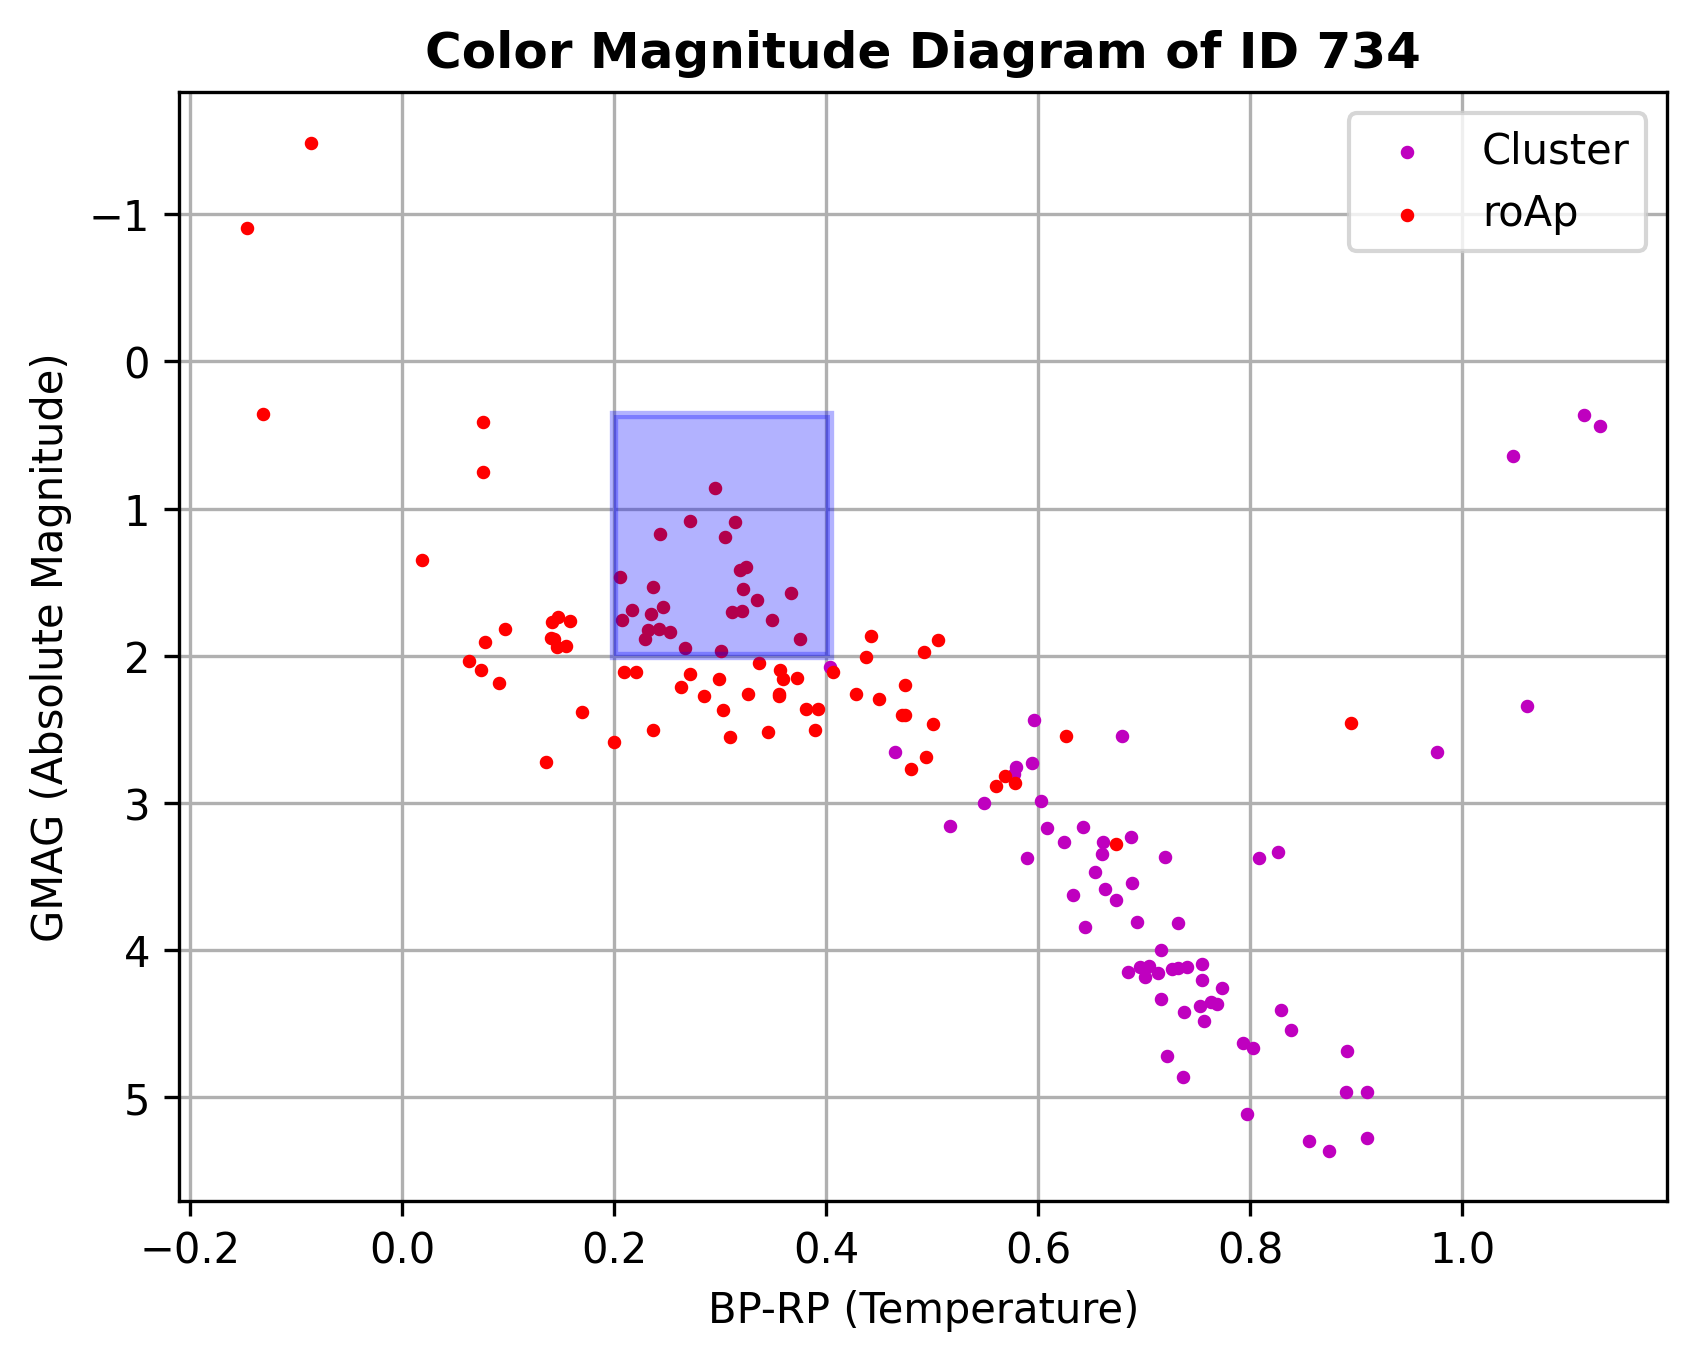 Color Magnitude Diagram of ID 734
Cluster
roAp
GMAG (Absolute Magnitude)
−1
0
1
2
3
4
5
−0.2 0.0 0.2 0.4 0.6 0.8 1.0
BP-RP (Temperature)